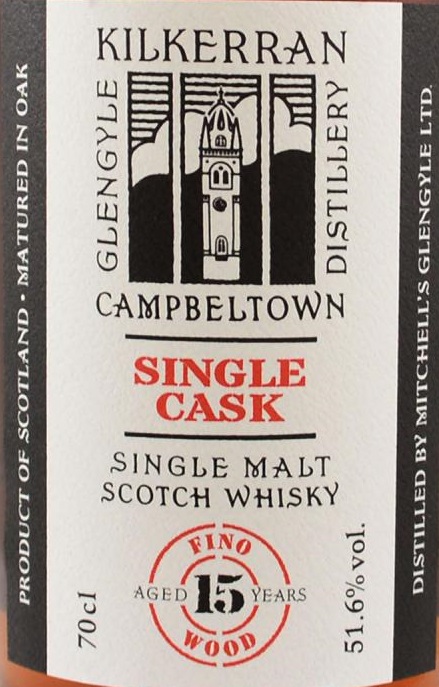 KILKERRAN
GLENGYLE
DISTILLERY
CAMPBELTOWN
SINGLE
CASK
SINGLE MALT
SCOTCH WHISKY
FINO
AGED 15 YEARS
WOOD
70cl
51.6%vol.
PRODUCT OF SCOTLAND · MATURED IN OAK
DISTILLED BY MITCHELL'S GLENGYLE LTD.